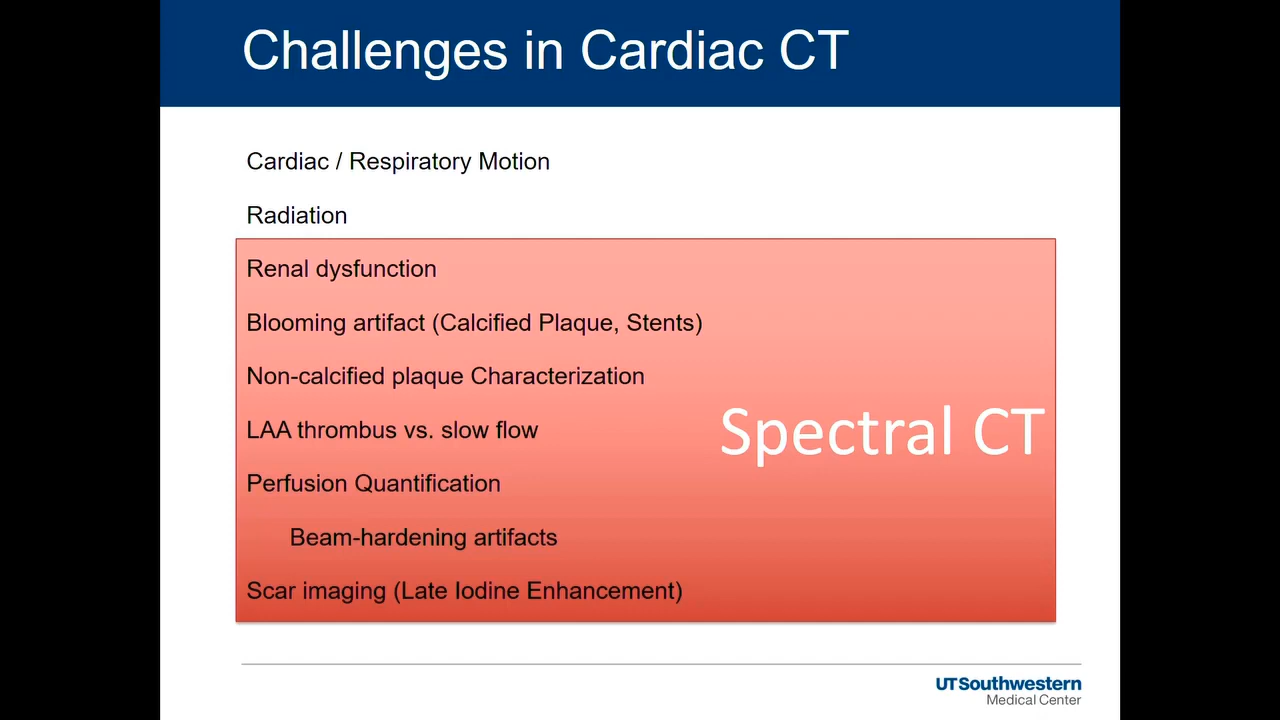 Challenges in Cardiac CT
Cardiac / Respiratory Motion
Radiation
Renal dysfunction
Blooming artifact (Calcified Plaque, Stents)
Non-calcified plaque Characterization
LAA thrombus vs. slow flow
Spectral CT
Perfusion Quantification
Beam-hardening artifacts
Scar imaging (Late Iodine Enhancement)
UTSouthwestern
Medical Center